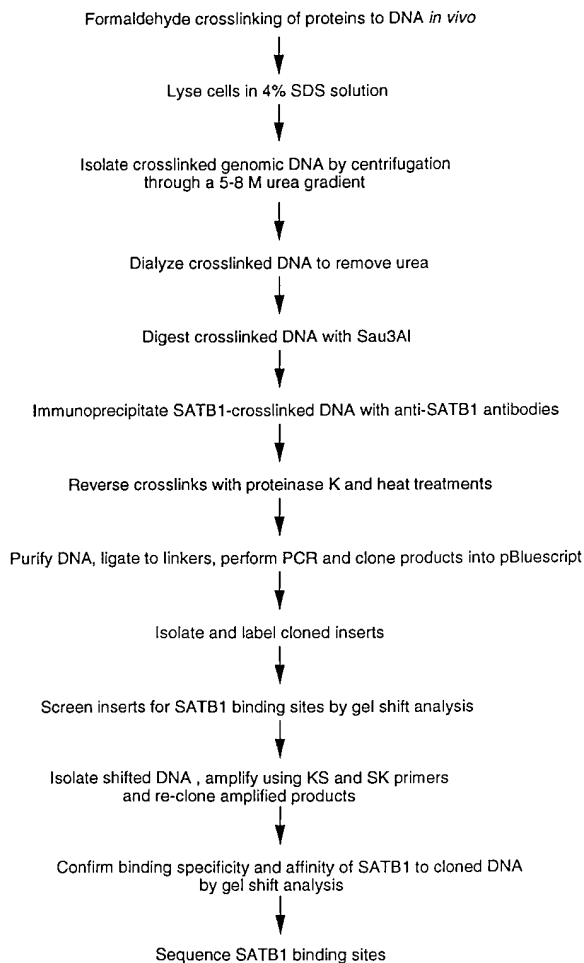 Formaldehyde crosslinking of proteins to DNA in vivo
Lyse cells in 4% SDS solution
Isolate crosslinked genomic DNA by centrifugation
through a 5-8 M urea gradient
Dialyze crosslinked DNA to remove urea
Digest crosslinked DNA with Sau3AI
Immunoprecipitate SATB1-crosslinked DNA with anti-SATB1 antibodies
Reverse crosslinks with proteinase K and heat treatments
Purify DNA, ligate to linkers, perform PCR and clone products into pBluescript
Isolate and label cloned inserts
Screen inserts for SATB1 binding sites by gel shift analysis
Isolate shifted DNA , amplify using KS and SK primers
and re-clone amplified products
Confirm binding specificity and affinity of SATB1 to cloned DNA
by gel shift analysis
Sequence SATB1 binding sites